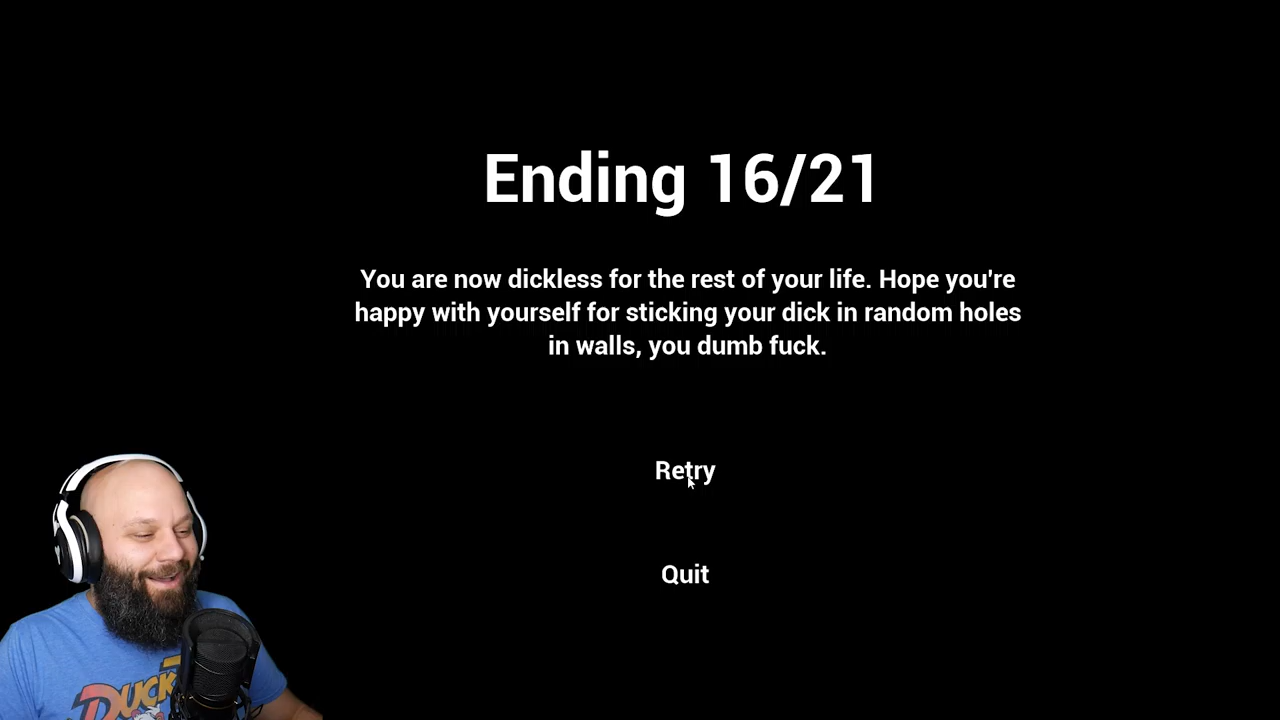 Ending 16/21
You are now dickless for the rest of your life. Hope you're
happy with yourself for sticking your dick in random holes
in walls, you dumb fuck.
Retry
Quit
DUCK